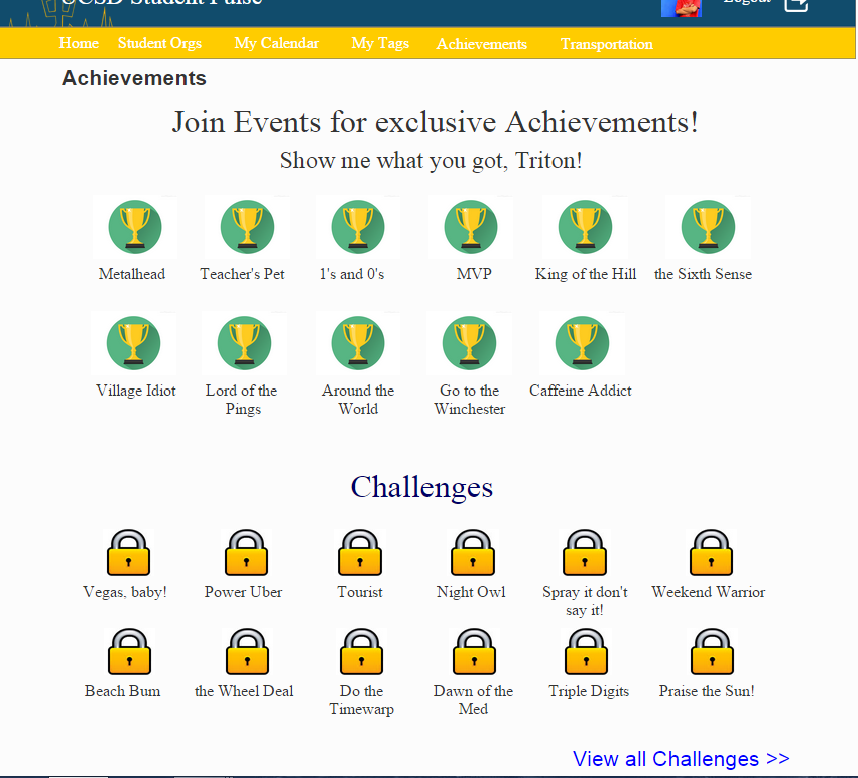 UCSD Student Pulse
Logout
Home Student Orgs My Calendar My Tags Achievements Transportation
Achievements
Join Events for exclusive Achievements!
Show me what you got, Triton!
Metalhead Teacher's Pet 1's and 0's MVP King of the Hill the Sixth Sense
Village Idiot Lord of the Around the Go to the Caffeine Addict
Pings World Winchester
Challenges
Vegas, baby! Power Uber Tourist Night Owl Spray it don't Weekend Warrior
say it!
Beach Bum the Wheel Deal Do the Dawn of the Triple Digits Praise the Sun!
Timewarp Med
View all Challenges >>